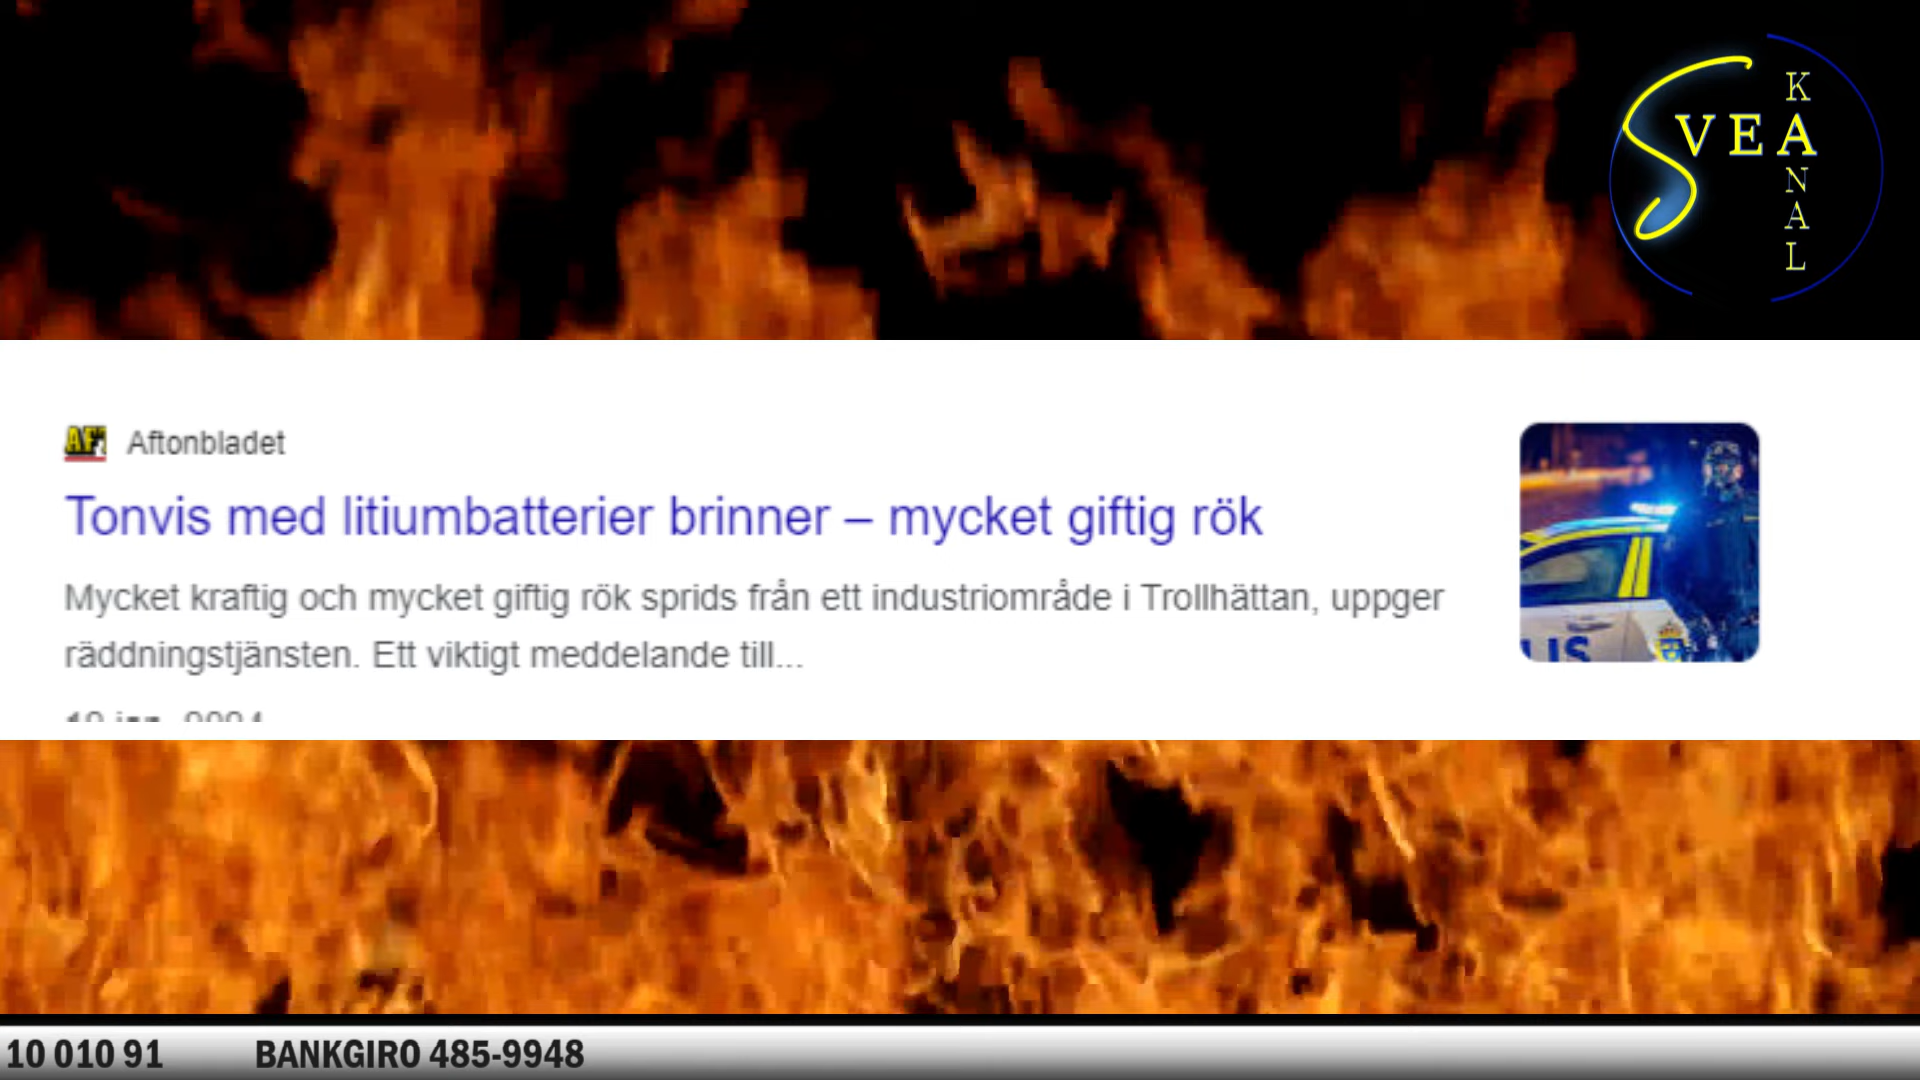 SVEA
KANAL
Aftonbladet
Tonvis med litiumbatterier brinner – mycket giftig rök
Mycket kraftig och mycket giftig rök sprids från ett industriområde i Trollhättan, uppger
räddningstjänsten. Ett viktigt meddelande till...
10 010 91 BANKGIRO 485-9948